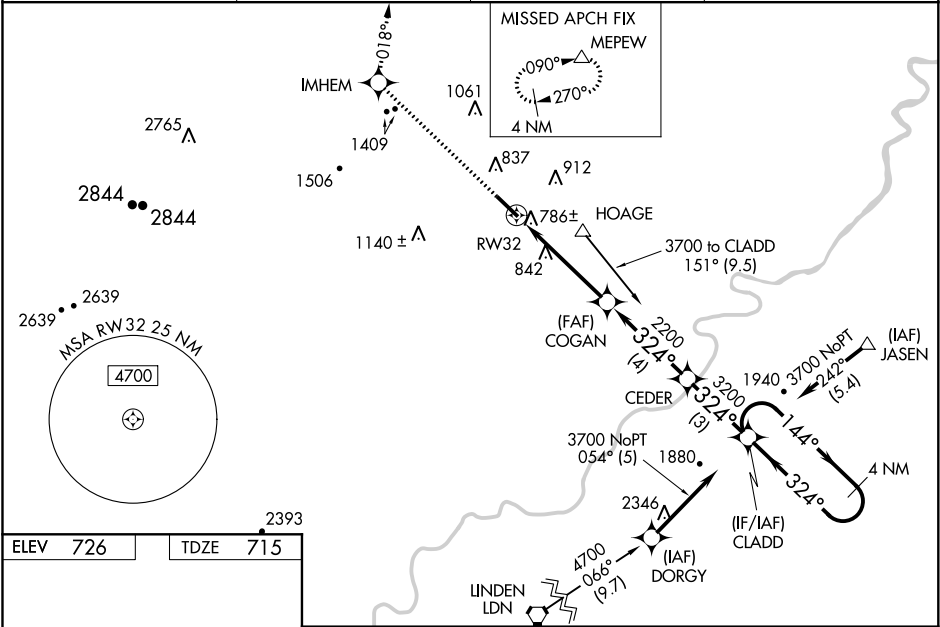 MISSED APCH FIX
MEPEW
090°
270°
4 NM
018°
IMHEM
1061
2765
1409
1506
837
912
2844
2844
786±
HOAGE
1140 ±
RW32
842
3700 to CLADD
151° (9.5)
2639
2639
MSA RW32 25 NM
4700
(FAF)
COGAN
2200
324°
(4)
CEDER
3200
324°
(3)
1940
3700 NoPT
242°
(5.4)
(IAF)
JASEN
144°
4 NM
324°
3700 NoPT
054° (5)
1880
2346
(IF/IAF)
CLADD
(IAF)
DORGY
4700
066°
(9.7)
LINDEN
LDN
2393
ELEV 726
TDZE 715